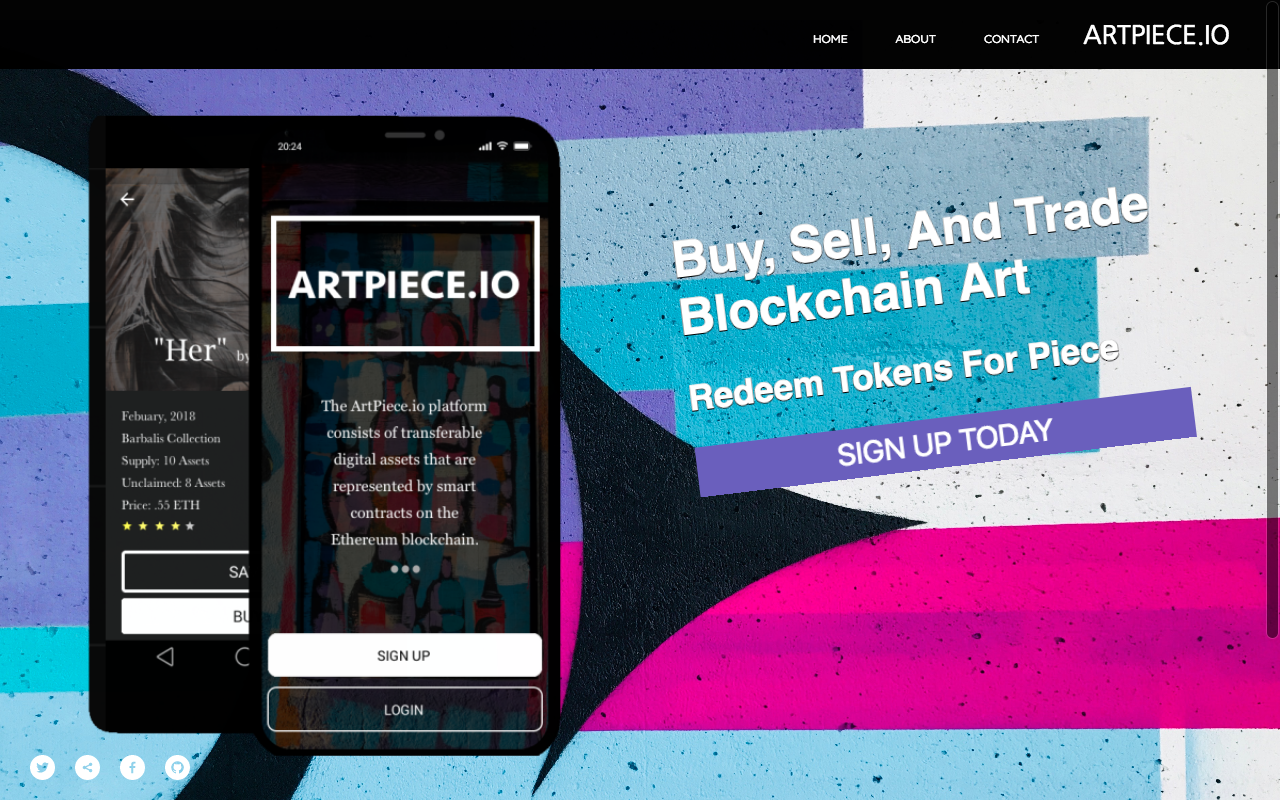 HOME
ABOUT
CONTACT
ARTPIECE.IO
20:24
"Her" by
Febuary, 2018
Barbalis Collection
Supply: 10 Assets
Unclaimed: 8 Assets
Price: .55 ETH
SA
BU
ARTPIECE.IO
The ArtPiece.io platform
consists of transferable
digital assets that are
represented by smart
contracts on the
Ethereum blockchain.
SIGN UP
LOGIN
Buy, Sell, And Trade
Blockchain Art
Redeem Tokens For Piece
SIGN UP TODAY